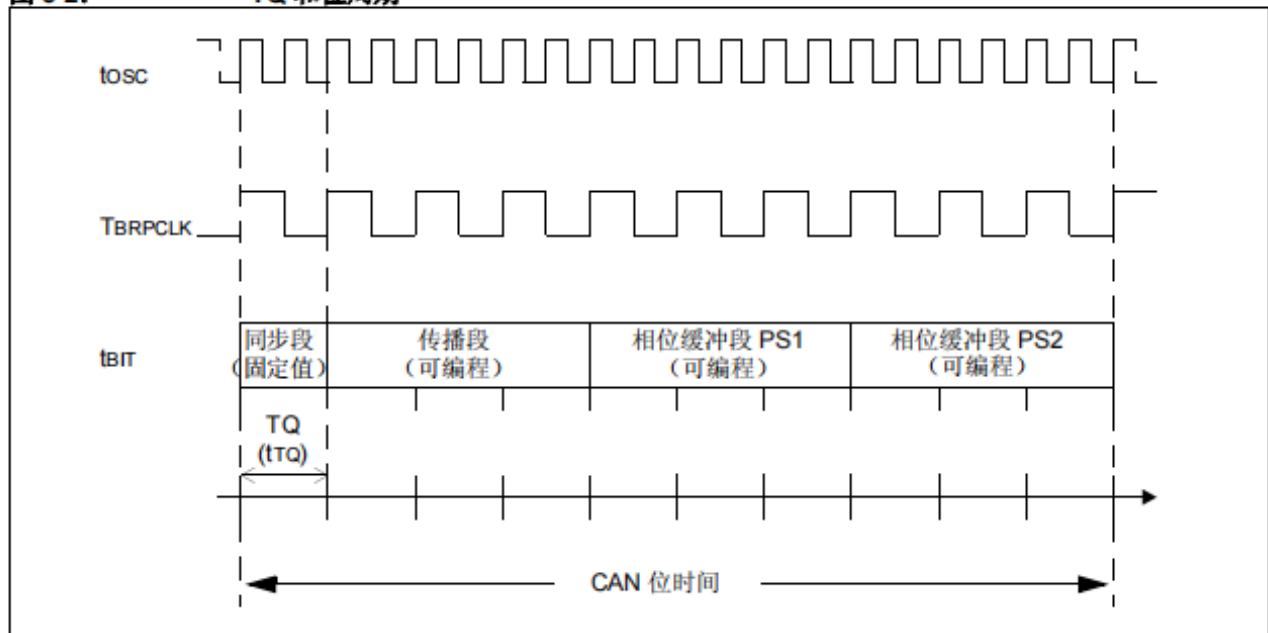 tOSC
TBRPCLK
tBIT
同步段
(固定值)
传播段
(可编程)
相位缓冲段 PS1
(可编程)
相位缓冲段 PS2
(可编程)
TQ
(tTQ)
CAN 位时间